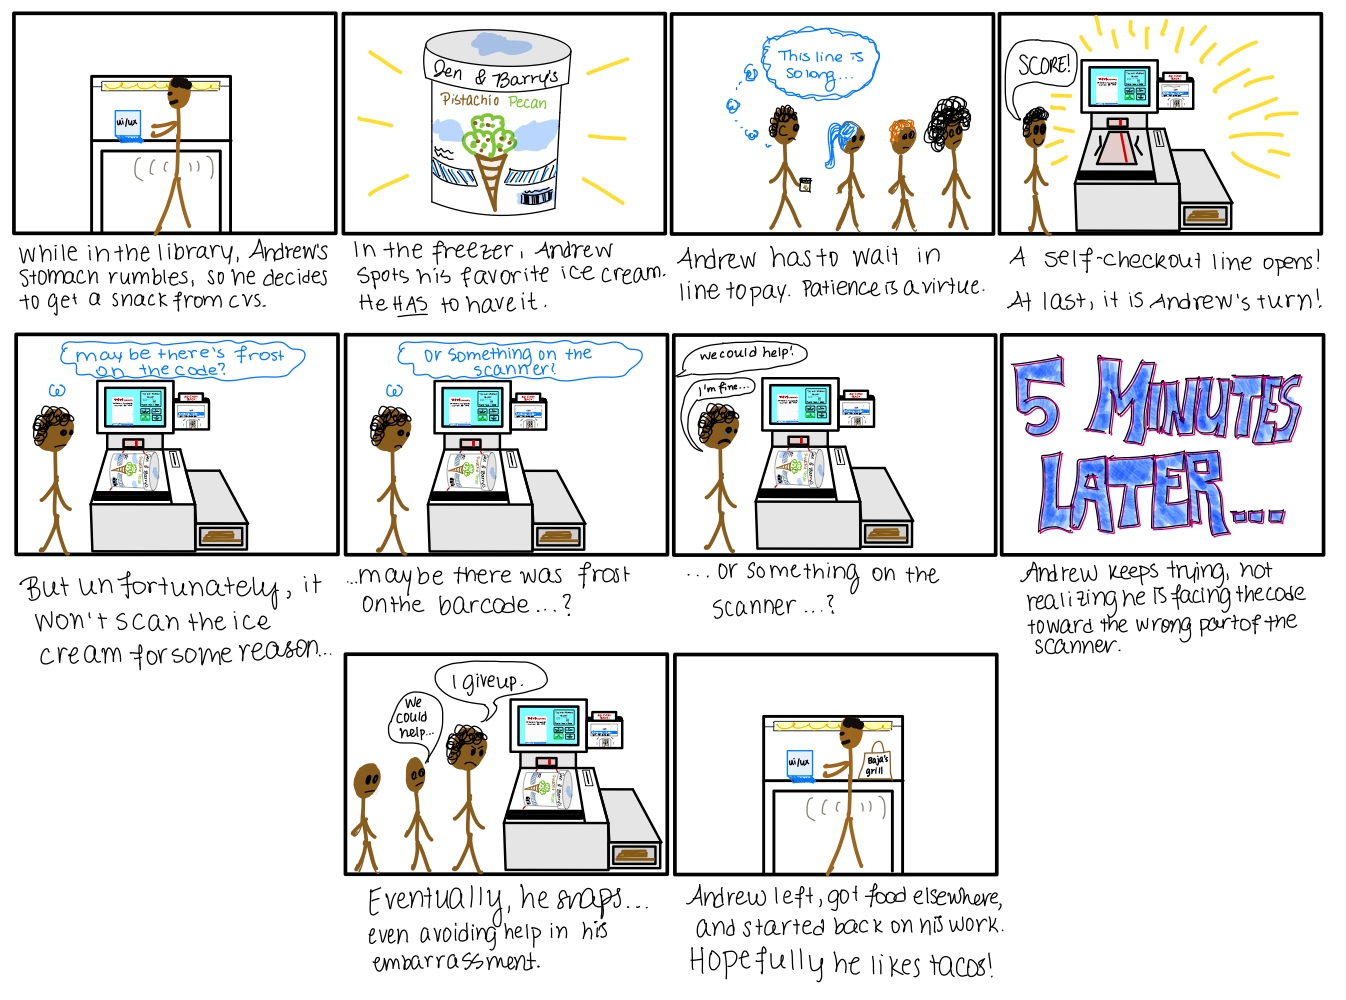 ui/ux
While in the library, Andrew's
stomach rumbles, so he decides
to get a snack from CVS.
Jen & Barry's
Pistachio Pecan
In the freezer, Andrew
spots his favorite ice cream.
He HAS to have it.
This line is
so long...
Andrew has to wait in
line to pay. Patience is a virtue.
SCORE!
A self-checkout line opens!
At last, it is Andrew's turn!
maybe there's frost
on the code?
But unfortunately, it
won't scan the ice
cream for some reason...
Or something on the
scanner?
...maybe there was frost
on the barcode...?
we could help!
I'm fine...
...or something on the
scanner...?
5 MINUTES
LATER...
Andrew keeps trying, not
realizing he is facing the code
toward the wrong part of the
scanner.
I give up.
We
could
help...
Eventually, he snaps...
even avoiding help in his
embarrassment.
ui/ux
Baja's
grill
Andrew left, got food elsewhere,
and started back on his work.
Hopefully he likes tacos!